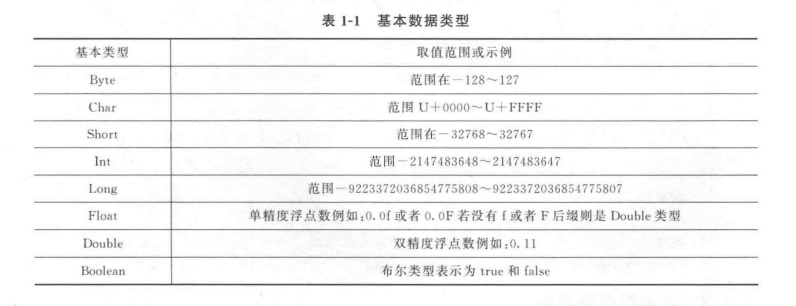 表 1-1 基本数据类型
基本类型 取值范围或示例
Byte 范围在－128～127
Char 范围 U＋0000～U＋FFFF
Short 范围在－32768～32767
Int 范围－2147483648～2147483647
Long 范围－9223372036854775808～9223372036854775807
Float 单精度浮点数例如:0.0f 或者 0.0F 若没有 f 或者 F 后缀则是 Double 类型
Double 双精度浮点数例如:0.11
Boolean 布尔类型表示为 true 和 false